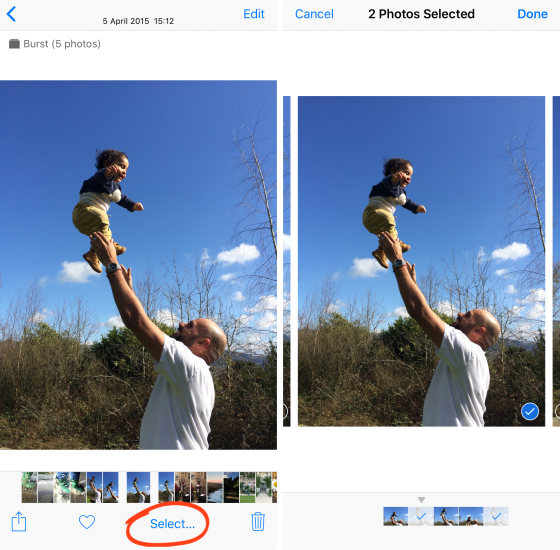 5 April 2015 15:12
Edit
Burst (5 photos)
Select...
Cancel
2 Photos Selected
Done